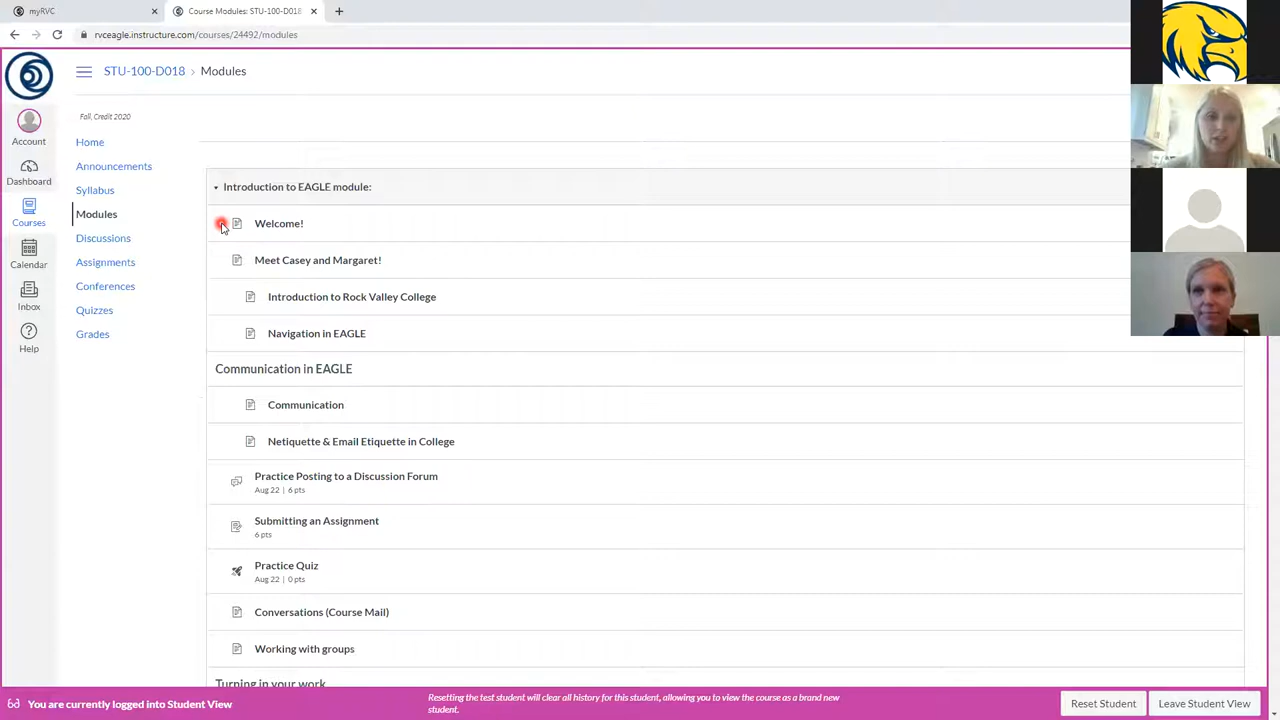 myRVC
Course Modules: STU-100-D018
rvceagle.instructure.com/courses/24492/modules
STU-100-D018 > Modules
Fall, Credit 2020
Account
Dashboard
Courses
Calendar
Inbox
Help
Home
Announcements
Syllabus
Modules
Discussions
Assignments
Conferences
Quizzes
Grades
Introduction to EAGLE module:
Welcome!
Meet Casey and Margaret!
Introduction to Rock Valley College
Navigation in EAGLE
Communication in EAGLE
Communication
Netiquette & Email Etiquette in College
Practice Posting to a Discussion Forum
Aug 22 | 6 pts
Submitting an Assignment
6 pts
Practice Quiz
Aug 22 | 0 pts
Conversations (Course Mail)
Working with groups
Turning in your work
You are currently logged into Student View
Resetting the test student will clear all history for this student, allowing you to view the course as a brand new
student.
Reset Student
Leave Student View